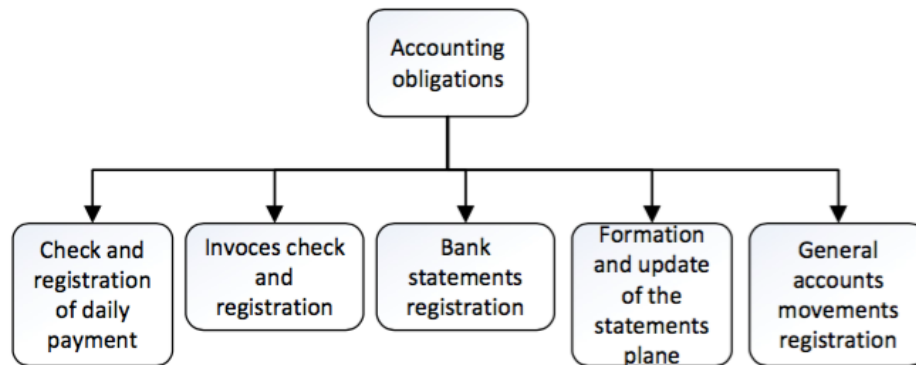 Accounting
obligations
Check and
registration
of daily
payment
Invoces check
and
registration
Bank
statements
registration
Formation
and update
of the
statements
plane
General
accounts
movements
registration